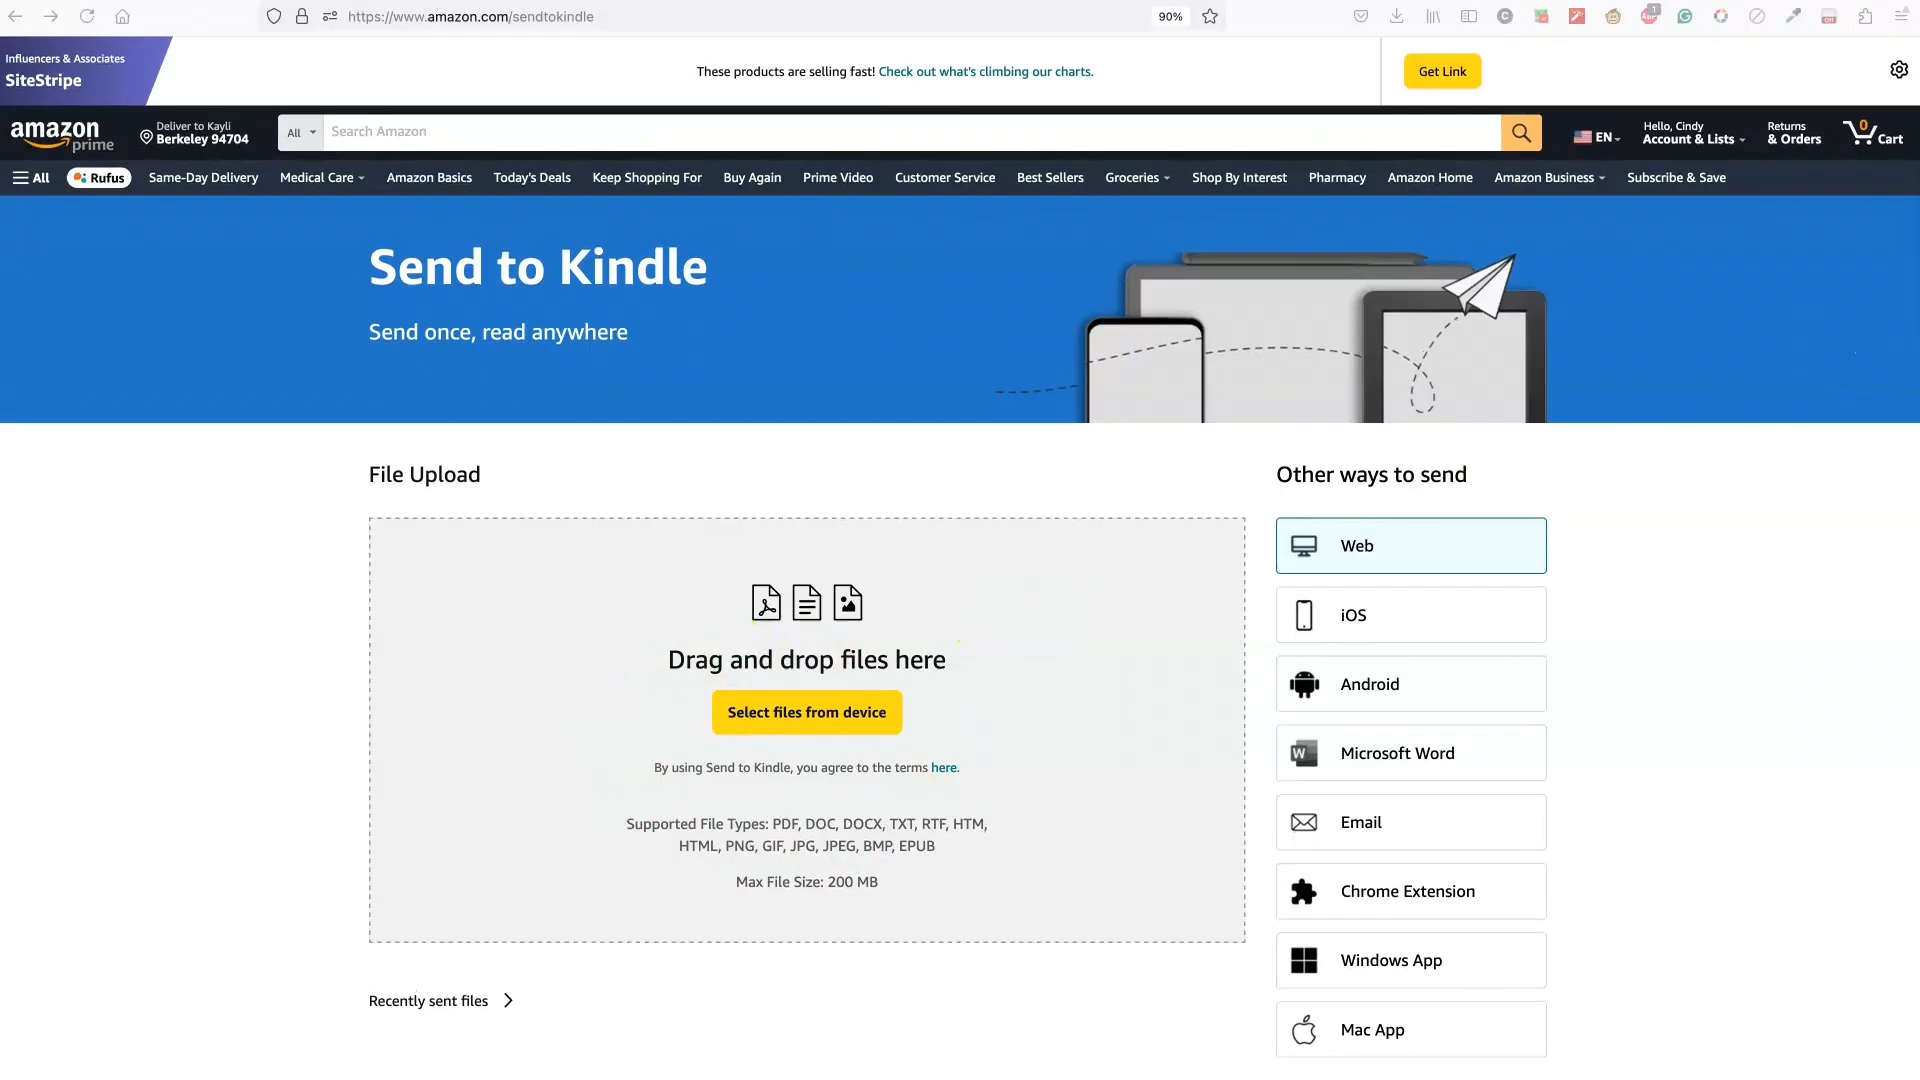 https://www.amazon.com/sendtokindle
90%
Influencers & Associates
SiteStripe
These products are selling fast! Check out what's climbing our charts.
Get Link
amazon prime
Deliver to Kayli
Berkeley 94704
All
Search Amazon
EN
Hello, Cindy
Account & Lists
Returns
& Orders
0
Cart
All
Rufus
Same-Day Delivery
Medical Care
Amazon Basics
Today's Deals
Keep Shopping For
Buy Again
Prime Video
Customer Service
Best Sellers
Groceries
Shop By Interest
Pharmacy
Amazon Home
Amazon Business
Subscribe & Save
Send to Kindle
Send once, read anywhere
File Upload
Drag and drop files here
Select files from device
By using Send to Kindle, you agree to the terms here.
Supported File Types: PDF, DOC, DOCX, TXT, RTF, HTM,
HTML, PNG, GIF, JPG, JPEG, BMP, EPUB
Max File Size: 200 MB
Recently sent files
Other ways to send
Web
iOS
Android
Microsoft Word
Email
Chrome Extension
Windows App
Mac App